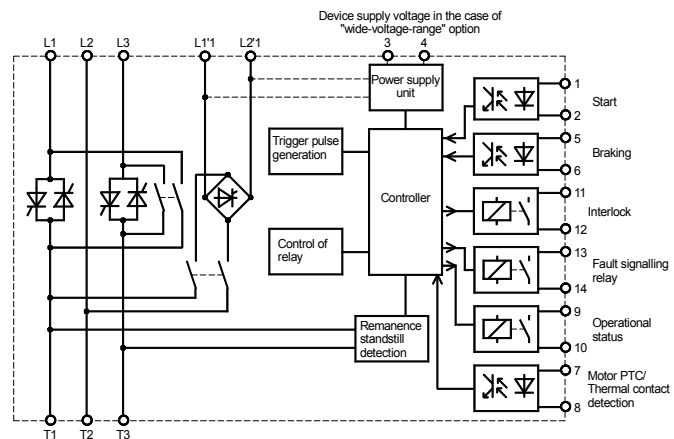 Device supply voltage in the case of
"wide-voltage-range" option
L1
L2
L3
L1'1
L2'1
3
4
Power supply
unit
1
Start
2
Trigger pulse
generation
5
Braking
6
Controller
11
Interlock
12
Control of
relay
13
Fault signalling
relay
14
Remanence
standstill
detection
9
Operational
status
10
7
Motor PTC/
Thermal contact
detection
8
T1
T2
T3